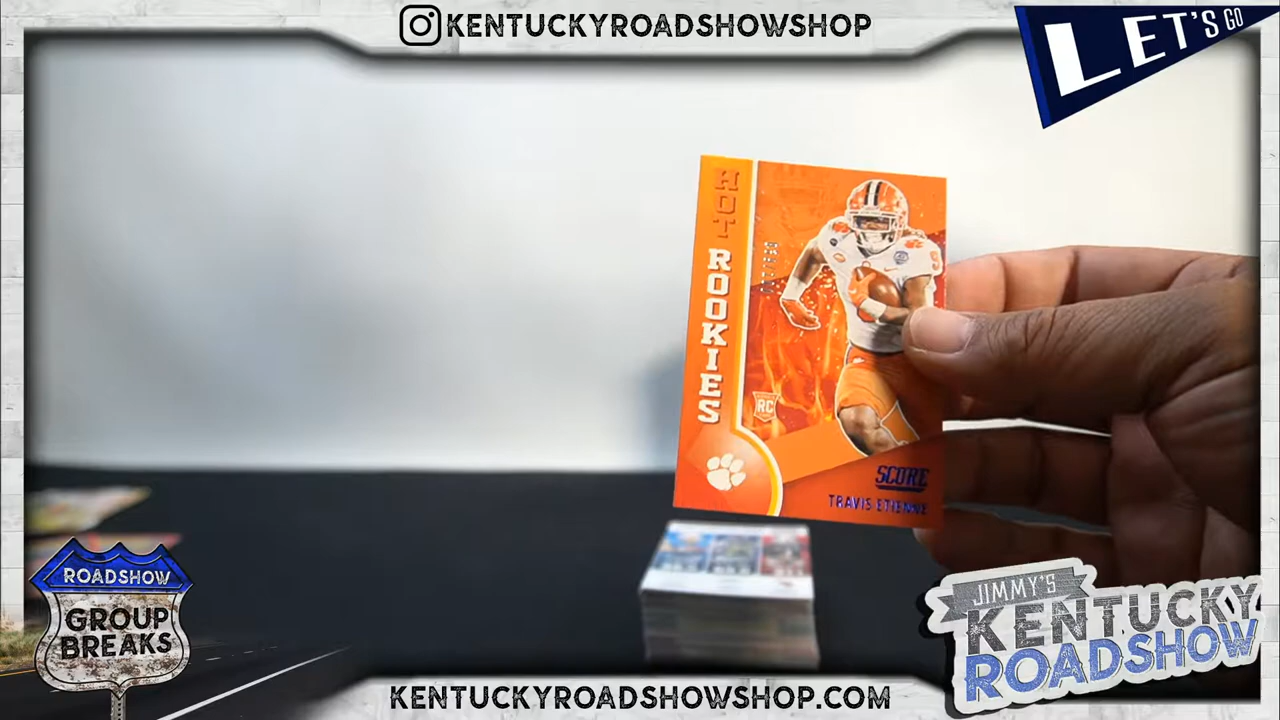 KENTUCKYROADSHOWSHOP
LET'S GO
HOT ROOKIES
RC
SCORE
TRAVIS ETIENNE
ROADSHOW
GROUP
BREAKS
JIMMY'S
KENTUCKY
ROADSHOW
KENTUCKYROADSHOWSHOP.COM